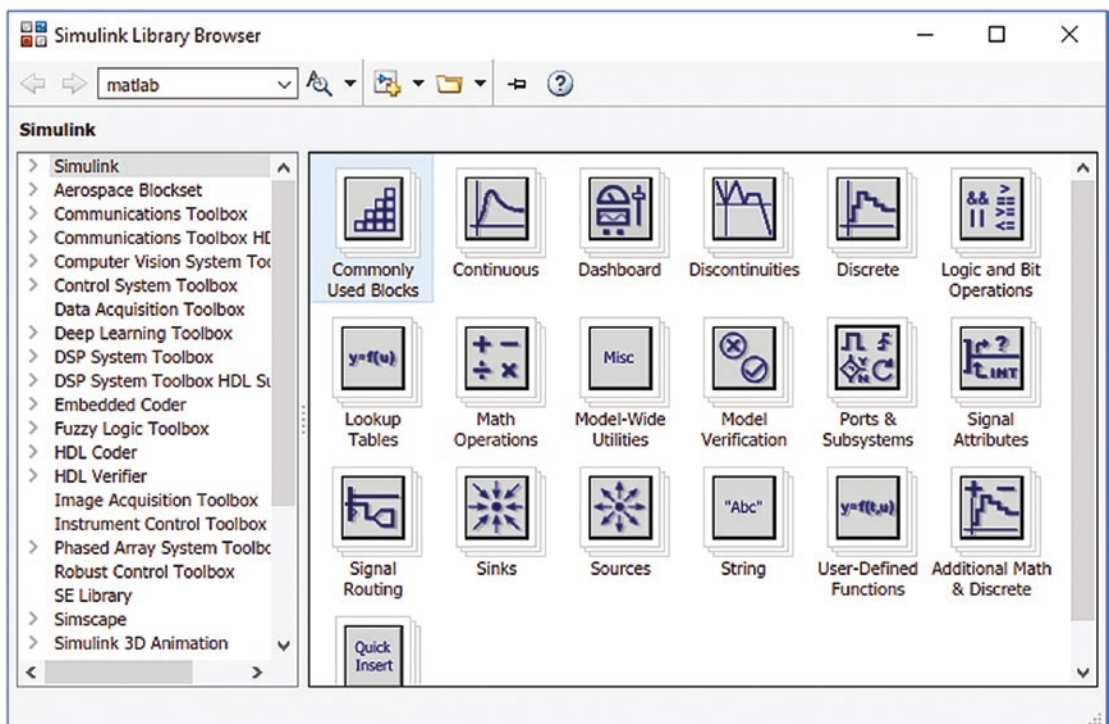 Simulink Library Browser
matlab
Simulink
Simulink
Aerospace Blockset
Communications Toolbox
Communications Toolbox HD
Computer Vision System Too
Control System Toolbox
Data Acquisition Toolbox
Deep Learning Toolbox
DSP System Toolbox
DSP System Toolbox HDL Su
Embedded Coder
Fuzzy Logic Toolbox
HDL Coder
HDL Verifier
Image Acquisition Toolbox
Instrument Control Toolbox
Phased Array System Toolbo
Robust Control Toolbox
SE Library
Simscape
Simulink 3D Animation
Commonly
Used Blocks
Continuous
Dashboard
Discontinuities
Discrete
&& >
== 
|| >=
<=
Logic and Bit
Operations
y=f(u)
Lookup
Tables
+ −
÷ ×
Math
Operations
Misc
Model-Wide
Utilities
Model
Verification
Y
N
Ports &
Subsystems
?
INT
Signal
Attributes
Signal
Routing
Sinks
Sources
"Abc"
String
y=f(t,u)
User-Defined
Functions
+ −
Additional Math
& Discrete
Quick
Insert